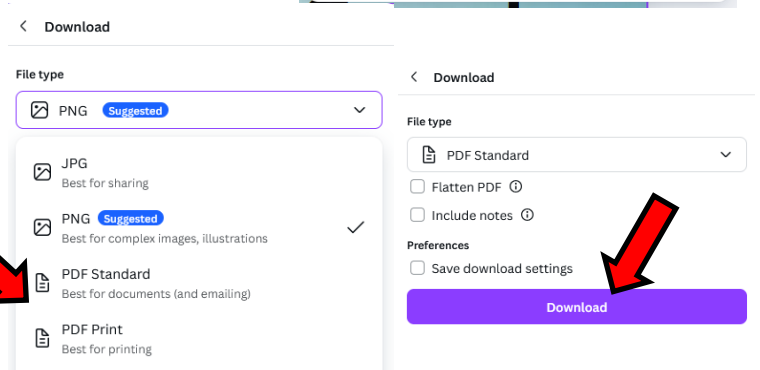 Download
File type
PNG Suggested
JPG
Best for sharing
PNG Suggested
Best for complex images, illustrations
PDF Standard
Best for documents (and emailing)
PDF Print
Best for printing
Download
File type
PDF Standard
Flatten PDF
Include notes
Preferences
Save download settings
Download